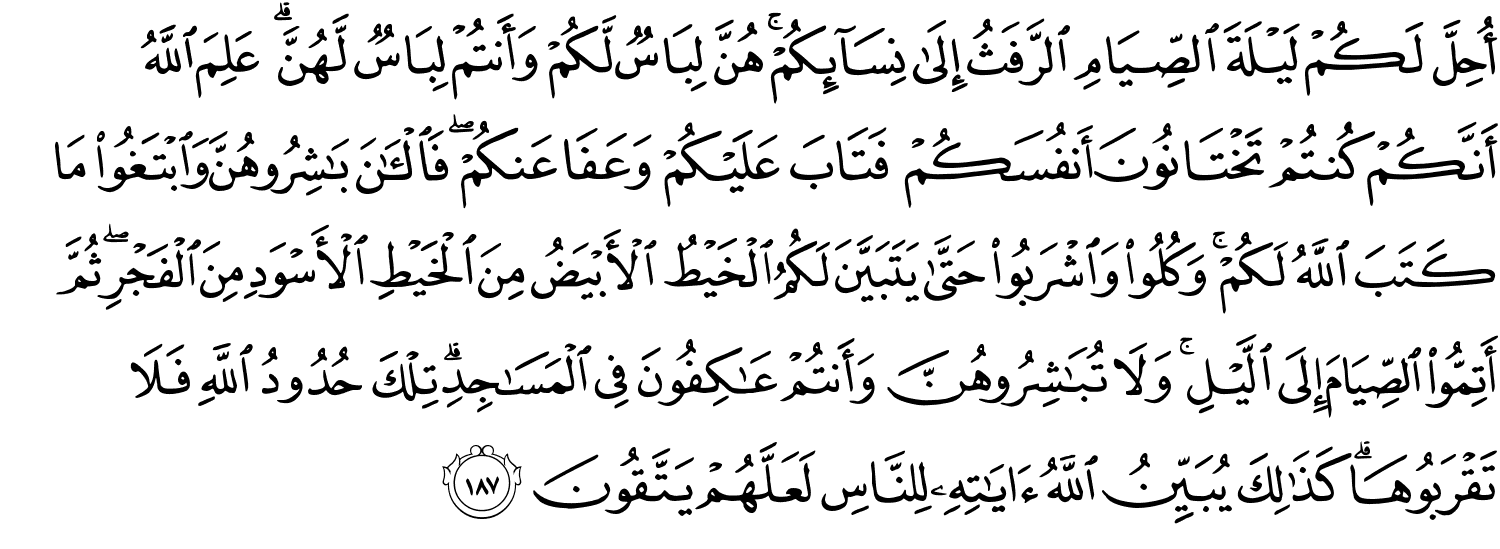 أُحِلَّ لَكُمْ لَيْلَةَ ٱلصِّيَامِ ٱلرَّفَثُ إِلَىٰ نِسَآئِكُمْ ۚ هُنَّ لِبَاسٌ لَّكُمْ وَأَنتُمْ لِبَاسٌ لَّهُنَّ ۗ عَلِمَ ٱللَّهُ
أَنَّكُمْ كُنتُمْ تَخْتَانُونَ أَنفُسَكُمْ فَتَابَ عَلَيْكُمْ وَعَفَا عَنكُمْ ۖ فَٱلْـَٰٔنَ بَـٰشِرُوهُنَّ وَٱبْتَغُوا۟ مَا
كَتَبَ ٱللَّهُ لَكُمْ ۚ وَكُلُوا۟ وَٱشْرَبُوا۟ حَتَّىٰ يَتَبَيَّنَ لَكُمُ ٱلْخَيْطُ ٱلْأَبْيَضُ مِنَ ٱلْخَيْطِ ٱلْأَسْوَدِ مِنَ ٱلْفَجْرِ ۖ ثُمَّ
أَتِمُّوا۟ ٱلصِّيَامَ إِلَى ٱلَّيْلِ ۚ وَلَا تُبَـٰشِرُوهُنَّ وَأَنتُمْ عَـٰكِفُونَ فِى ٱلْمَسَـٰجِدِ ۗ تِلْكَ حُدُودُ ٱللَّهِ فَلَا
تَقْرَبُوهَا ۗ كَذَٰلِكَ يُبَيِّنُ ٱللَّهُ ءَايَـٰتِهِۦ لِلنَّاسِ لَعَلَّهُمْ يَتَّقُونَ ١٨٧